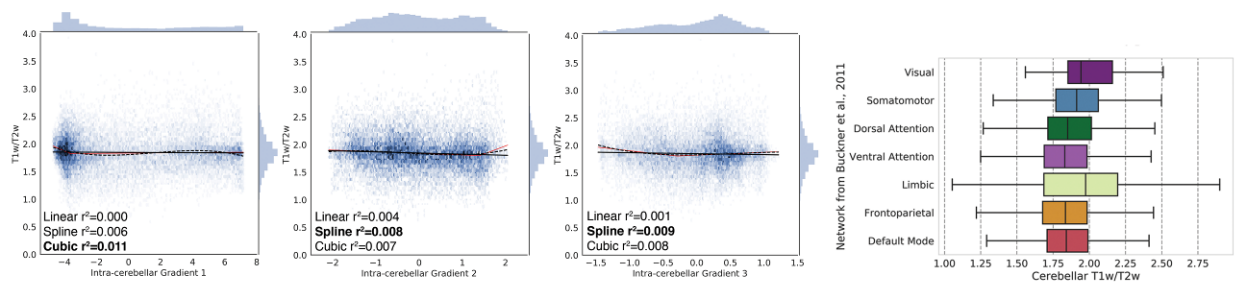 4.0
3.5
3.0
2.5
2.0
1.5
1.0
0.5
0.0
T1w/T2w
Linear r²=0.000
Spline r²=0.006
Cubic r²=0.011
−4 −2 0 2 4 6 8
Intra-cerebellar Gradient 1
4.0
3.5
3.0
2.5
2.0
1.5
1.0
0.5
0.0
T1w/T2w
Linear r²=0.004
Spline r²=0.008
Cubic r²=0.007
−2 −1 0 1 2
Intra-cerebellar Gradient 2
4.0
3.5
3.0
2.5
2.0
1.5
1.0
0.5
0.0
T1w/T2w
Linear r²=0.001
Spline r²=0.009
Cubic r²=0.008
−1.5 −1.0 −0.5 0.0 0.5 1.0 1.5
Intra-cerebellar Gradient 3
Network from Buckner et al., 2011
Visual
Somatomotor
Dorsal Attention
Ventral Attention
Limbic
Frontoparietal
Default Mode
1.00 1.25 1.50 1.75 2.00 2.25 2.50 2.75
Cerebellar T1w/T2w